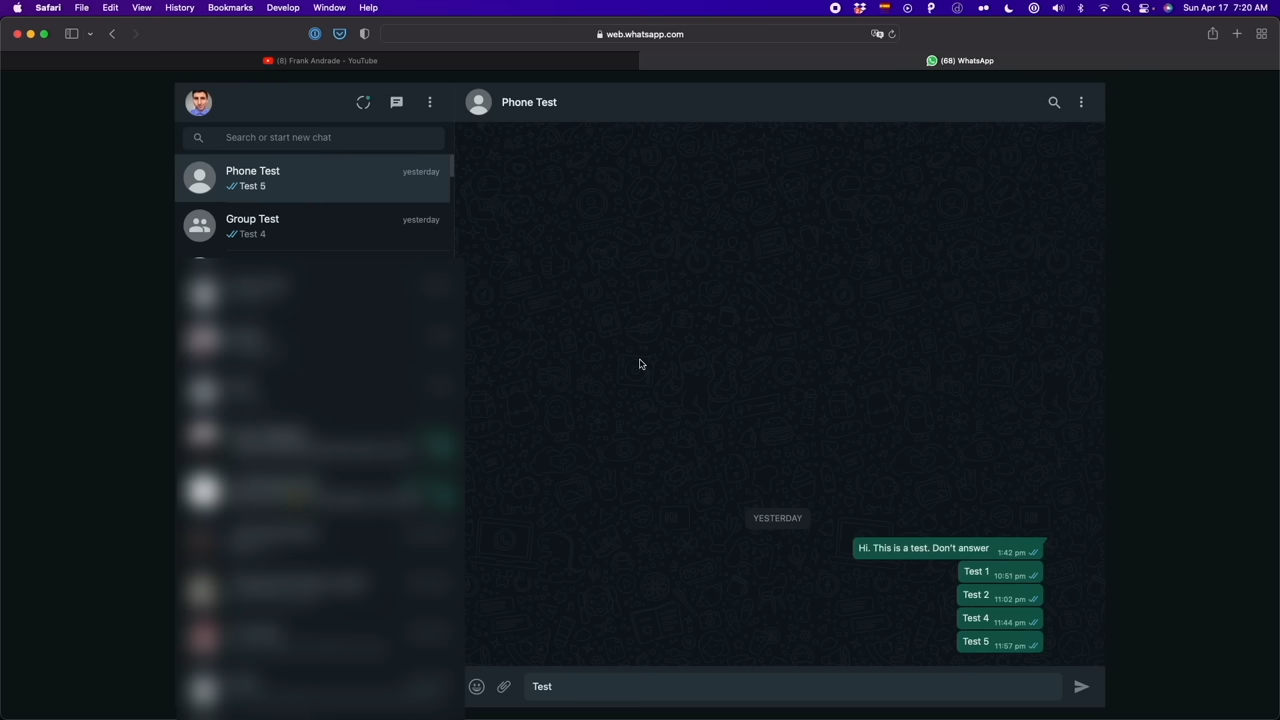 Safari File Edit View History Bookmarks Develop Window Help Sun Apr 17 7:20 AM
web.whatsapp.com
(8) Frank Andrade - YouTube
(68) WhatsApp
Phone Test
Search or start new chat
Phone Test yesterday
Test 5
Group Test yesterday
Test 4
YESTERDAY
Hi. This is a test. Don't answer 1:42 pm
Test 1 10:51 pm
Test 2 11:02 pm
Test 4 11:44 pm
Test 5 11:57 pm
Test